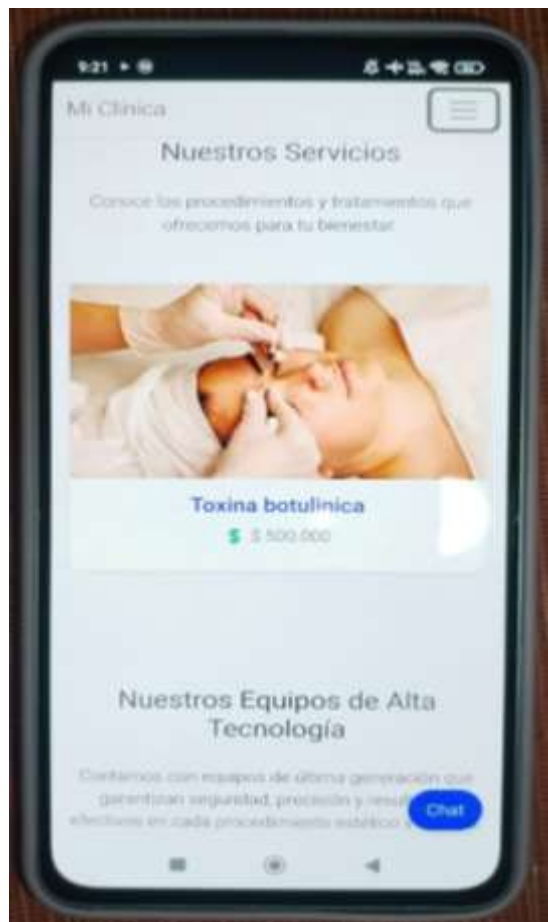 9:21
Mi Clínica
Nuestros Servicios
Conoce los procedimientos y tratamientos que
ofrecemos para tu bienestar
Toxina botulínica
$ $ 500.000
Nuestros Equipos de Alta
Tecnología
Contamos con equipos de última generación que
garantizan seguridad, precisión y
efectivos en cada procedimiento estético
Chat